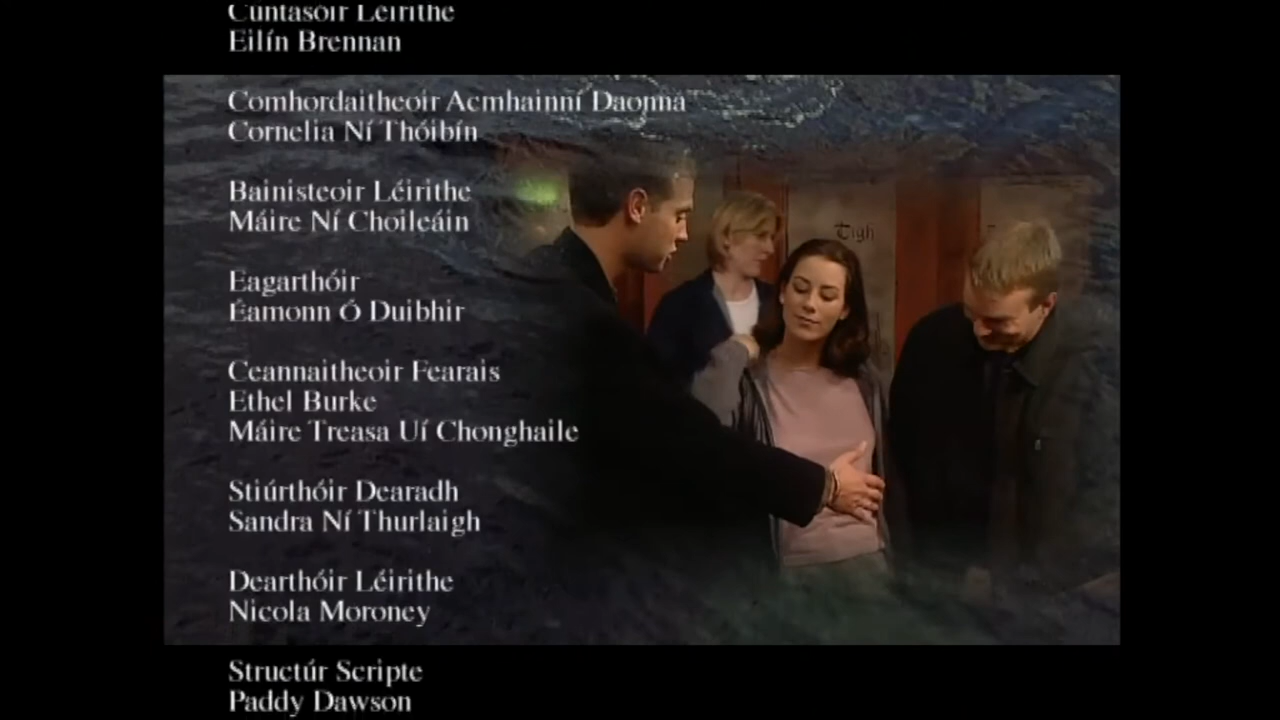 Cuntasóir Léirithe
Eilín Brennan
Comhordaitheoir Acmhainní Daonna
Cornelia Ní Thóibín
Bainisteoir Léirithe
Máire Ní Choileáin
Eagarthóir
Éamonn Ó Duibhir
Ceannaitheoir Fearais
Ethel Burke
Máire Treasa Uí Chonghaile
Stiúrthóir Dearadh
Sandra Ní Thurlaigh
Dearthóir Léirithe
Nicola Moroney
Structúr Scripte
Paddy Dawson
Tigh